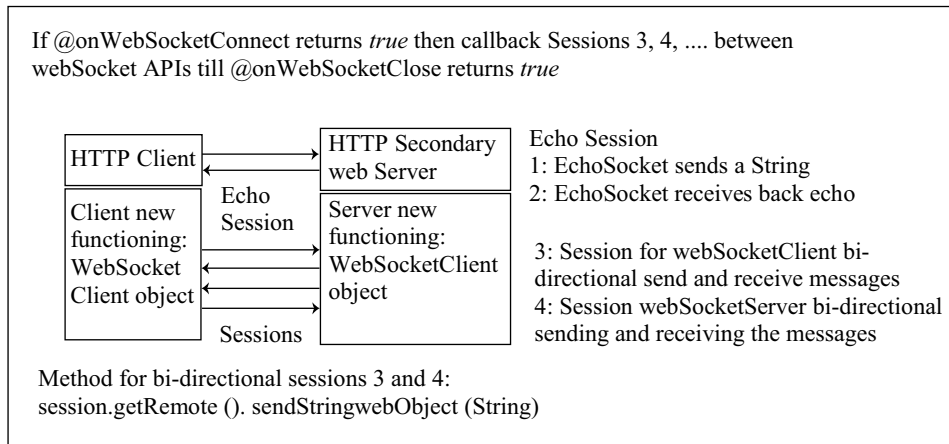 If @onWebSocketConnect returns true then callback Sessions 3, 4, .... between
webSocket APIs till @onWebSocketClose returns true
HTTP Client
HTTP Secondary
web Server
Echo
Session
Client new
functioning:
WebSocket
Client object
Server new
functioning:
WebSocketClient
object
Sessions
Echo Session
1: EchoSocket sends a String
2: EchoSocket receives back echo
3: Session for webSocketClient bi-
directional send and receive messages
4: Session webSocketServer bi-directional
sending and receiving the messages
Method for bi-directional sessions 3 and 4:
session.getRemote (). sendStringwebObject (String)